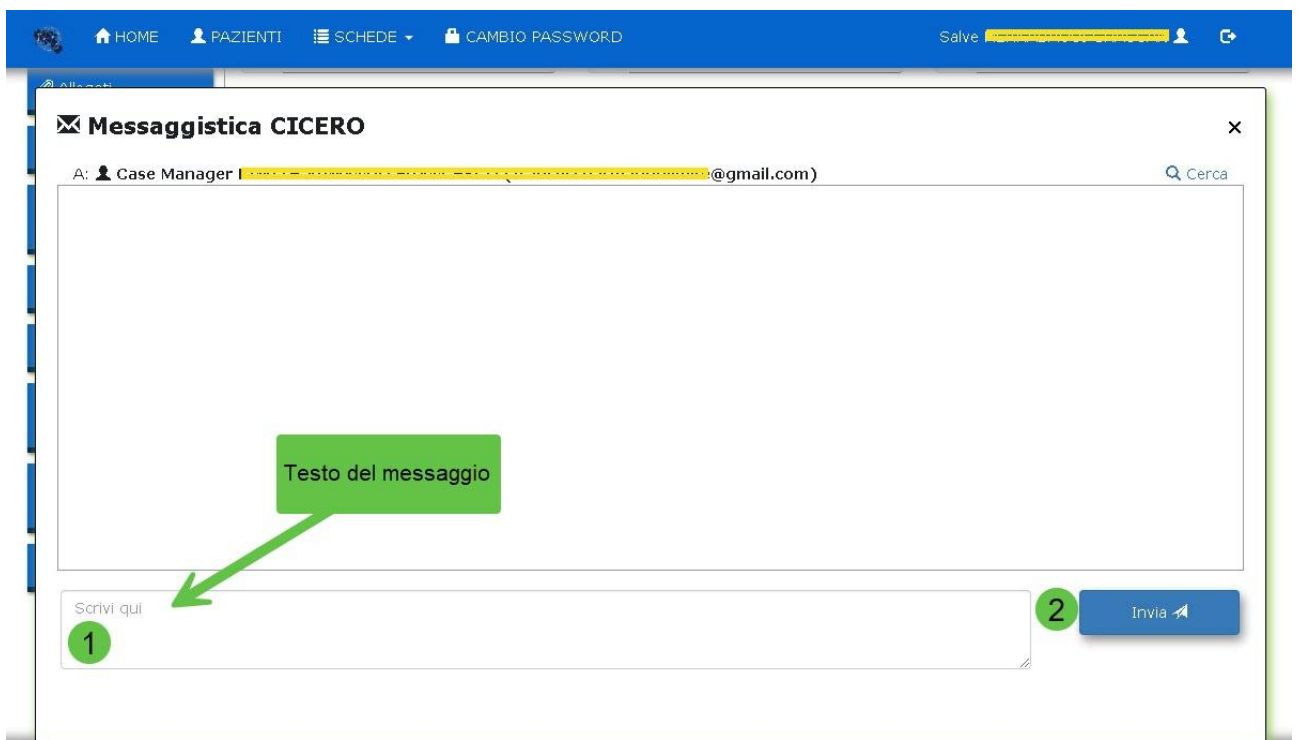 HOME PAZIENTI SCHEDE CAMBIO PASSWORD Salve
Allegati
Messaggistica CICERO ×
A: Case Manager @gmail.com) Cerca
Testo del messaggio
Scrivi qui
1
2 Invia